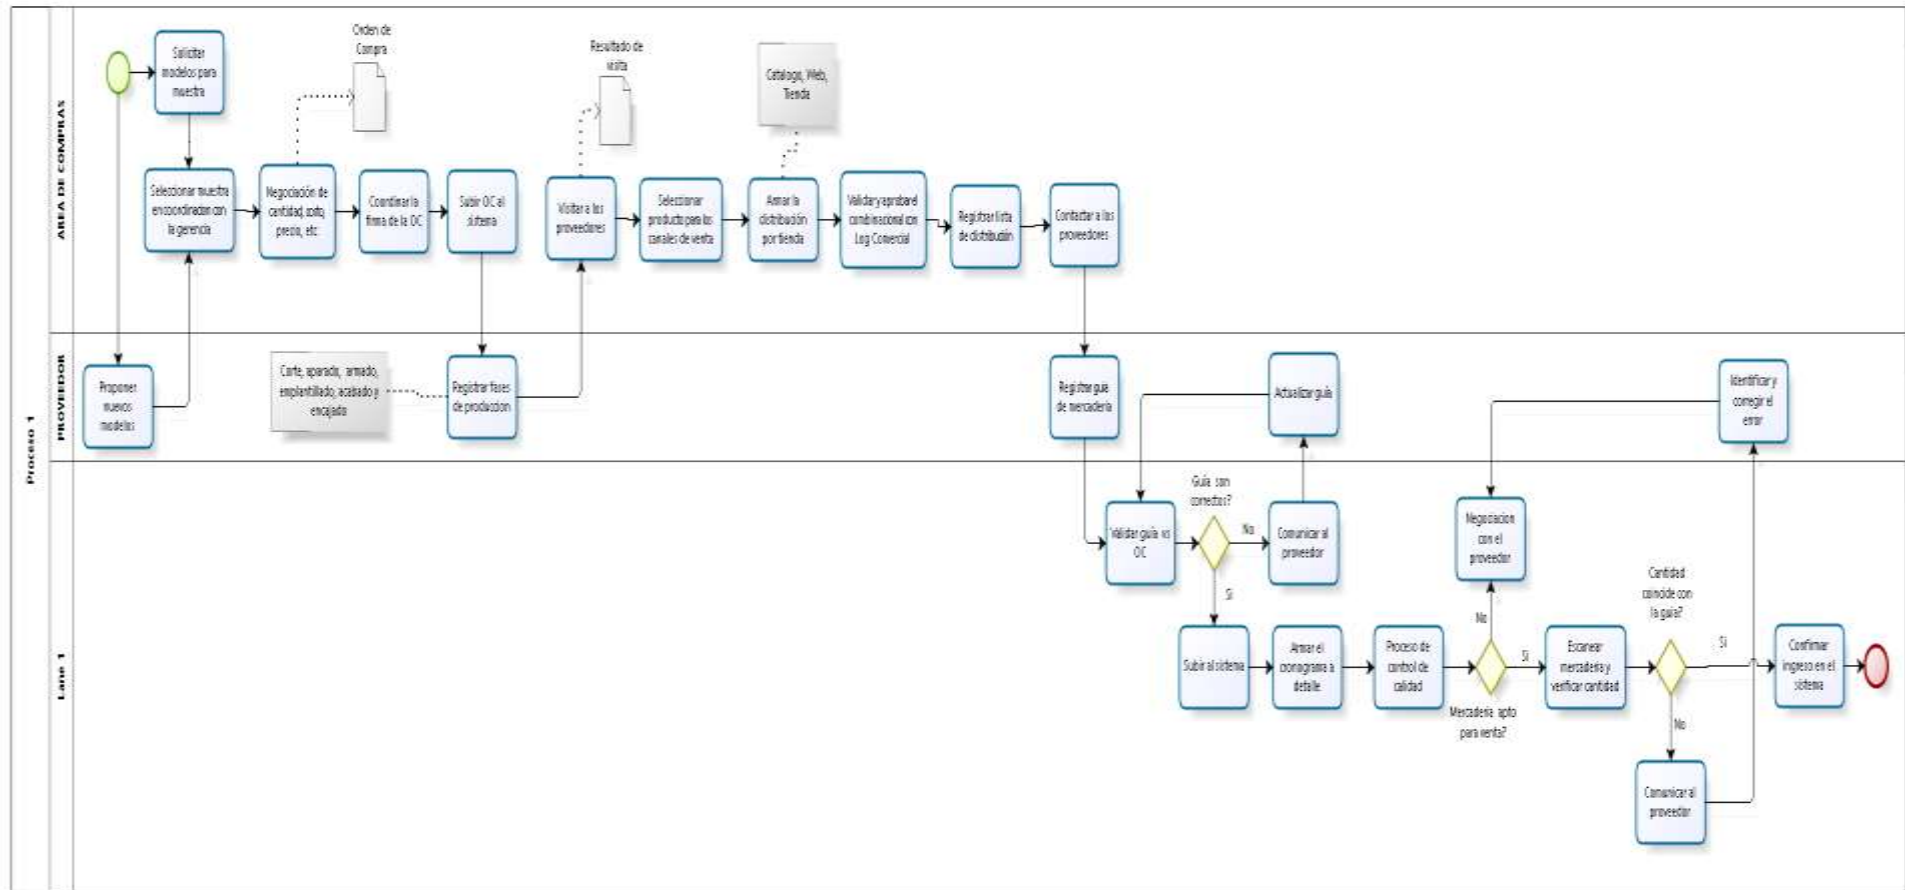 Proceso 1
AREA DE COMPRAS
Solicitar
modelos para
muestra
Orden de
Compra
Resultado de
visita
Catalogo, Web,
Tienda
Seleccionar muestra
en coordinacion con
la gerencia
Negociación de
cantidad, costo,
precio, etc
Coordinar la
firma de la OC
Subir OC al
sistema
Visitar a los
proveedores
Seleccionar
producto para los
canales de venta
Armar la
distribución
por tienda
Validar y aprobar el
combinacional con
Log Comercial
Registrar lista
de distribución
Contactar a los
proveedores
PROVEEDOR
Proponer
nuevos
modelos
Corte, aparado, armado,
emplantillado, acabado y
encajado
Registrar fases
de produccion
Registrar guia
de mercadería
Actualizar guía
Identificar y
corregir el
error
Lane 1
Validar guía vs
OC
Guía son
correctos?
No
Si
Comunicar al
proveedor
Subir al sistema
Armar el
cronograma a
detalle
Proceso de
control de
calidad
Negociacion
con el
proveedor
No
Si
Mercaderia apto
para venta?
Escanear
mercadería y
verificar cantidad
Cantidad
coincide con
la guia?
Si
No
Confirmar
ingreso en el
sistema
Comunicar al
proveedor